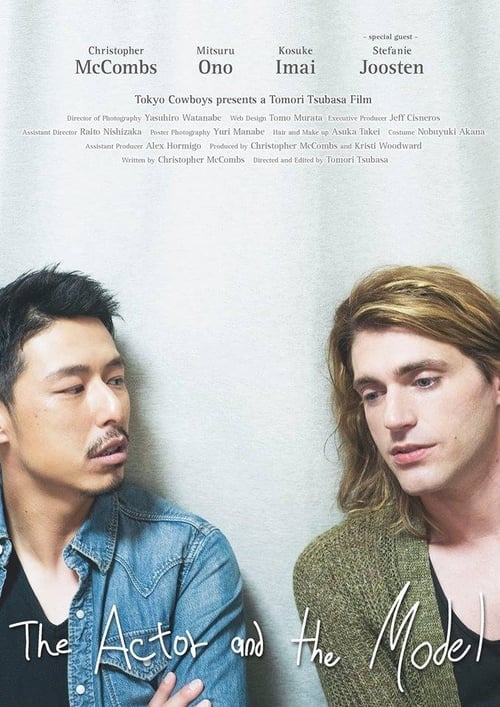 - special guest -
Christopher McCombs
Mitsuru Ono
Kosuke Imai
Stefanie Joosten
Tokyo Cowboys presents a Tomori Tsubasa Film
Director of Photography Yasuhiro Watanabe Web Design Tomo Murata Executive Producer Jeff Cisneros
Assistant Director Raito Nishizaka Poster Photography Yuri Manabe Hair and Make up Asuka Takei Costume Nobuyuki Akana
Assistant Producer Alex Hormigo Produced by Christopher McCombs and Kristi Woodward
Written by Christopher McCombs Directed and Edited by Tomori Tsubasa
The Actor and the Model